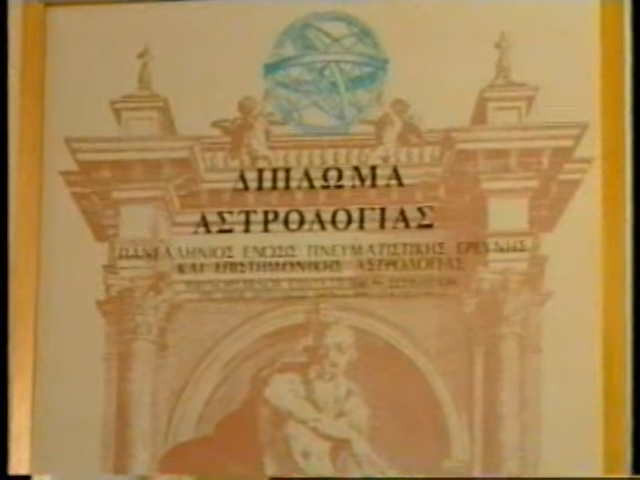 ΔΙΠΛΩΜΑ
ΑΣΤΡΟΛΟΓΙΑΣ
ΠΑΝΕΛΛΗΝΙΟΣ ΕΝΩΣΙΣ ΠΝΕΥΜΑΤΙΣΤΙΚΗΣ ΕΡΕΥΝΗΣ
ΚΑΙ ΕΠΙΣΤΗΜΟΝΙΚΗΣ ΑΣΤΡΟΛΟΓΙΑΣ